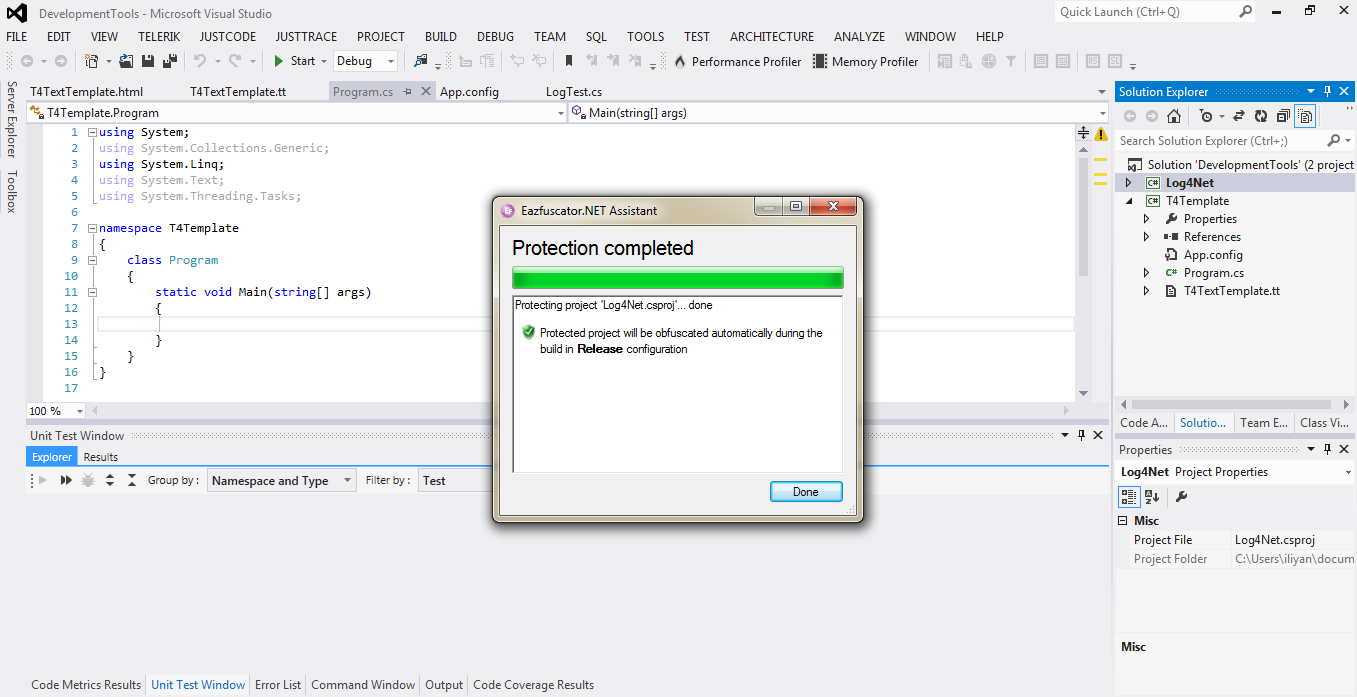 DevelopmentTools - Microsoft Visual Studio
Quick Launch (Ctrl+Q)
FILE EDIT VIEW TELERIK JUSTCODE JUSTTRACE PROJECT BUILD DEBUG TEAM SQL TOOLS TEST ARCHITECTURE ANALYZE WINDOW HELP
Start Debug Performance Profiler Memory Profiler
Server Explorer
Toolbox
T4TextTemplate.html T4TextTemplate.tt Program.cs App.config LogTest.cs
T4Template.Program Main(string[] args)
1 using System;
2 using System.Collections.Generic;
3 using System.Linq;
4 using System.Text;
5 using System.Threading.Tasks;
6
7 namespace T4Template
8 {
9 class Program
10 {
11 static void Main(string[] args)
12 {
13
14 }
15 }
16 }
17
100 %
Eazfuscator.NET Assistant
Protection completed
Protecting project 'Log4Net.csproj'... done
Protected project will be obfuscated automatically during the
build in Release configuration
Done
Unit Test Window
Explorer Results
Group by : Namespace and Type Filter by : Test
Code Metrics Results Unit Test Window Error List Command Window Output Code Coverage Results
Solution Explorer
Search Solution Explorer (Ctrl+;)
Solution 'DevelopmentTools' (2 project
C# Log4Net
C# T4Template
Properties
References
App.config
C# Program.cs
T4TextTemplate.tt
Code A... Solutio... Team E... Class Vi...
Properties
Log4Net Project Properties
Misc
Project File Log4Net.csproj
Project Folder C:\Users\iliyan\docum
Misc